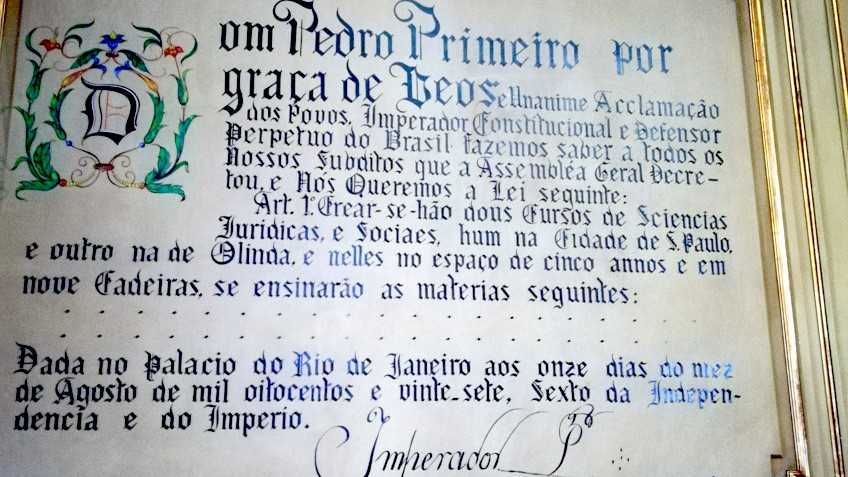 Dom Pedro Primeiro por
graça de Deos e Unanime Acclamação
dos Povos, Imperador Constitucional e Defensor
Perpetuo do Brasil fazemos saber a todos os
Nossos Subditos que a Assembléa Geral Decre-
tou, e Nós Queremos a Lei seguinte:
Art. 1º. Crear-se-hão dous Cursos de Sciencias
Juridicas, e Sociaes, hum na Cidade de S. Paulo,
e outro na de Olinda, e nelles no espaço de cinco annos e em
nove Cadeiras, se ensinarão as materias seguintes:
. . . . . . . . . . . . . . . . . . . . . . .
. . . . . . . . . . . . . . . . . . . . . . .
Dada no Palacio do Rio de Janeiro aos onze dias do mez
de Agosto de mil oitocentos e vinte-sete, Sexto da Indepen-
dencia e do Imperio.
Imperador P